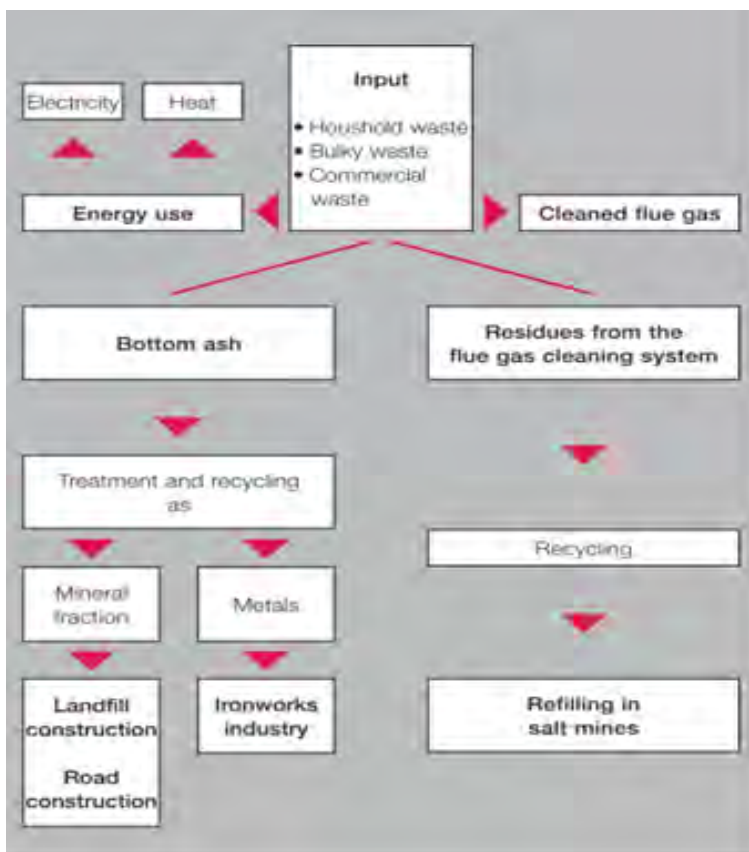 Input
• Houshold waste
• Bulky waste
• Commercial
waste
Electricity
Heat
Energy use
Cleaned flue gas
Bottom ash
Residues from the
flue gas cleaning system
Treatment and recycling
as
Recycling
Mineral
fraction
Metals
Landfill
construction
Road
construction
Ironworks
industry
Refilling in
salt mines